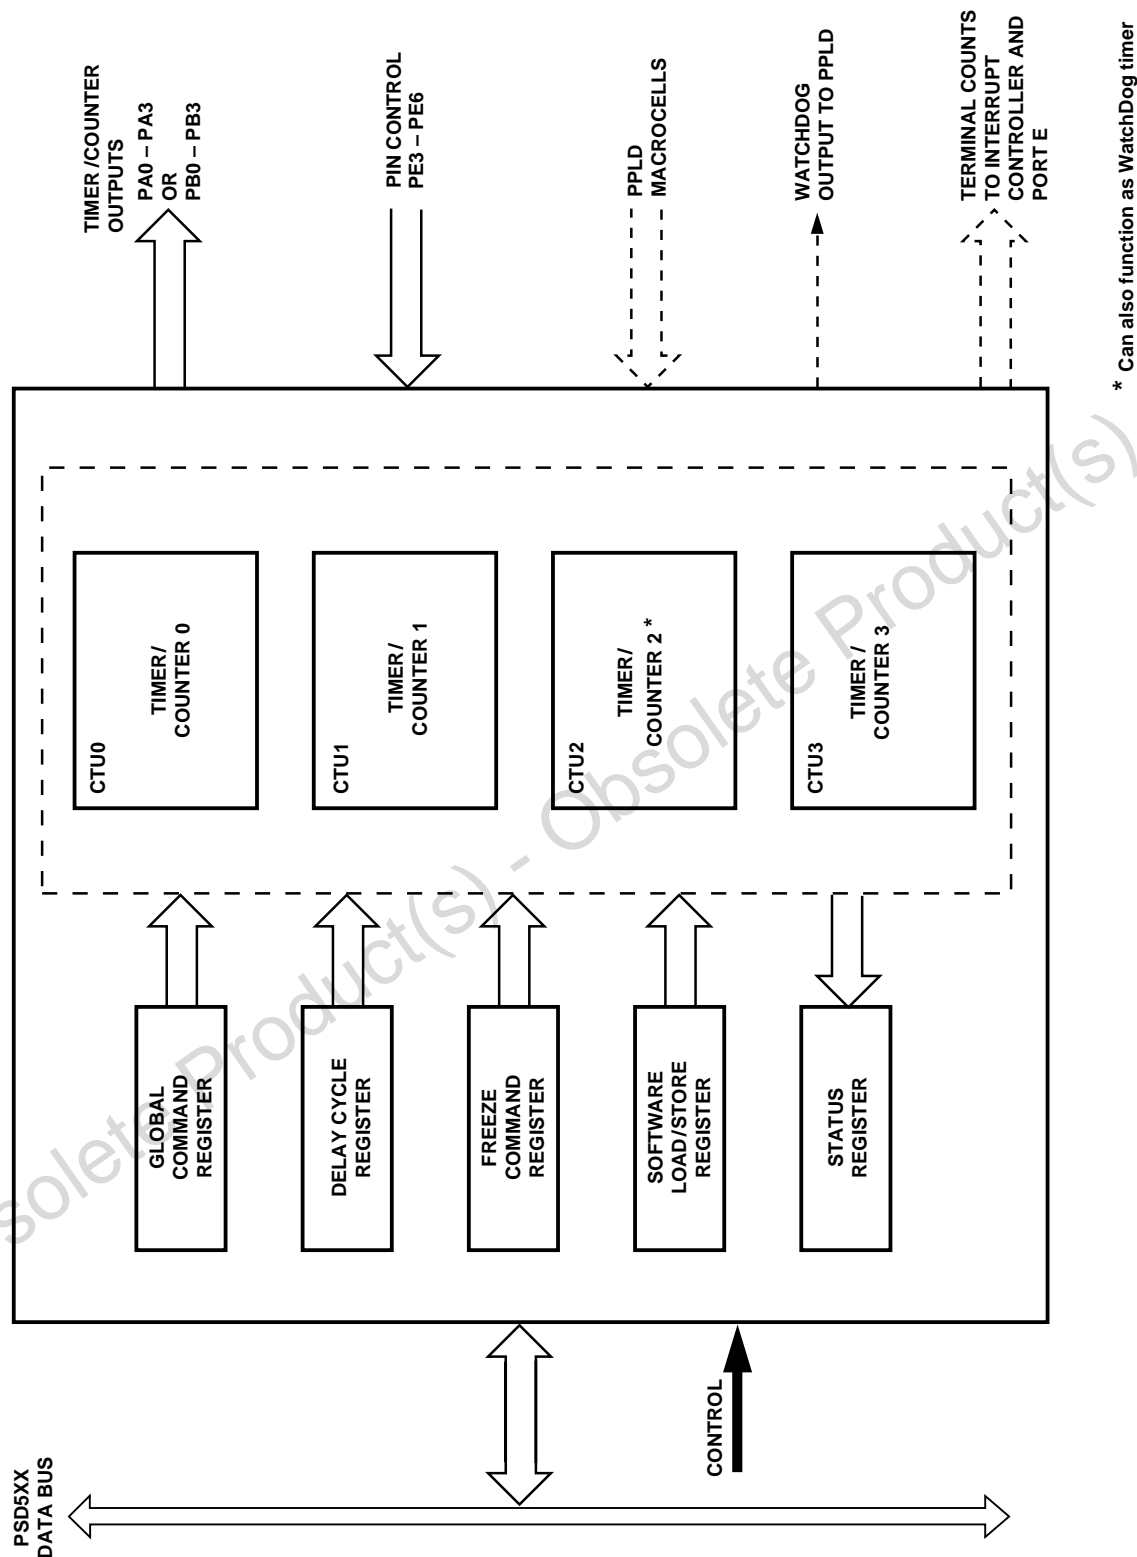 PSD5XX
DATA BUS
CONTROL
GLOBAL
COMMAND
REGISTER
DELAY CYCLE
REGISTER
FREEZE
COMMAND
REGISTER
SOFTWARE
LOAD/STORE
REGISTER
STATUS
REGISTER
CTU0
TIMER/
COUNTER 0
CTU1
TIMER/
COUNTER 1
CTU2
TIMER/
COUNTER 2 *
CTU3
TIMER /
COUNTER 3
TIMER /COUNTER
OUTPUTS
PA0 – PA3
OR
PB0 – PB3
PIN CONTROL
PE3 – PE6
PPLD
MACROCELLS
WATCHDOG
OUTPUT TO PPLD
TERMINAL COUNTS
TO INTERRUPT
CONTROLLER AND
PORT E
* Can also function as WatchDog timer
solete Product(s) - Obsolete Product(s)